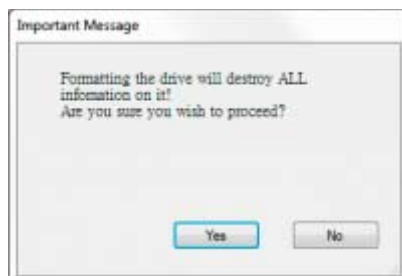 Important Message
Formatting the drive will destroy ALL
infomation on it!
Are you sure you wish to proceed?
Yes
No